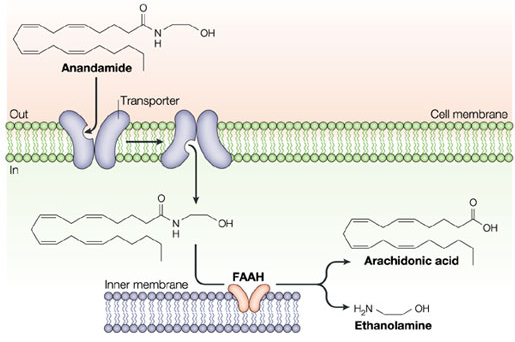 O
N
H
OH
Anandamide
Transporter
Out
Cell membrane
In
O
N
H
OH
O
OH
Arachidonic acid
FAAH
Inner membrane
H₂N
OH
Ethanolamine